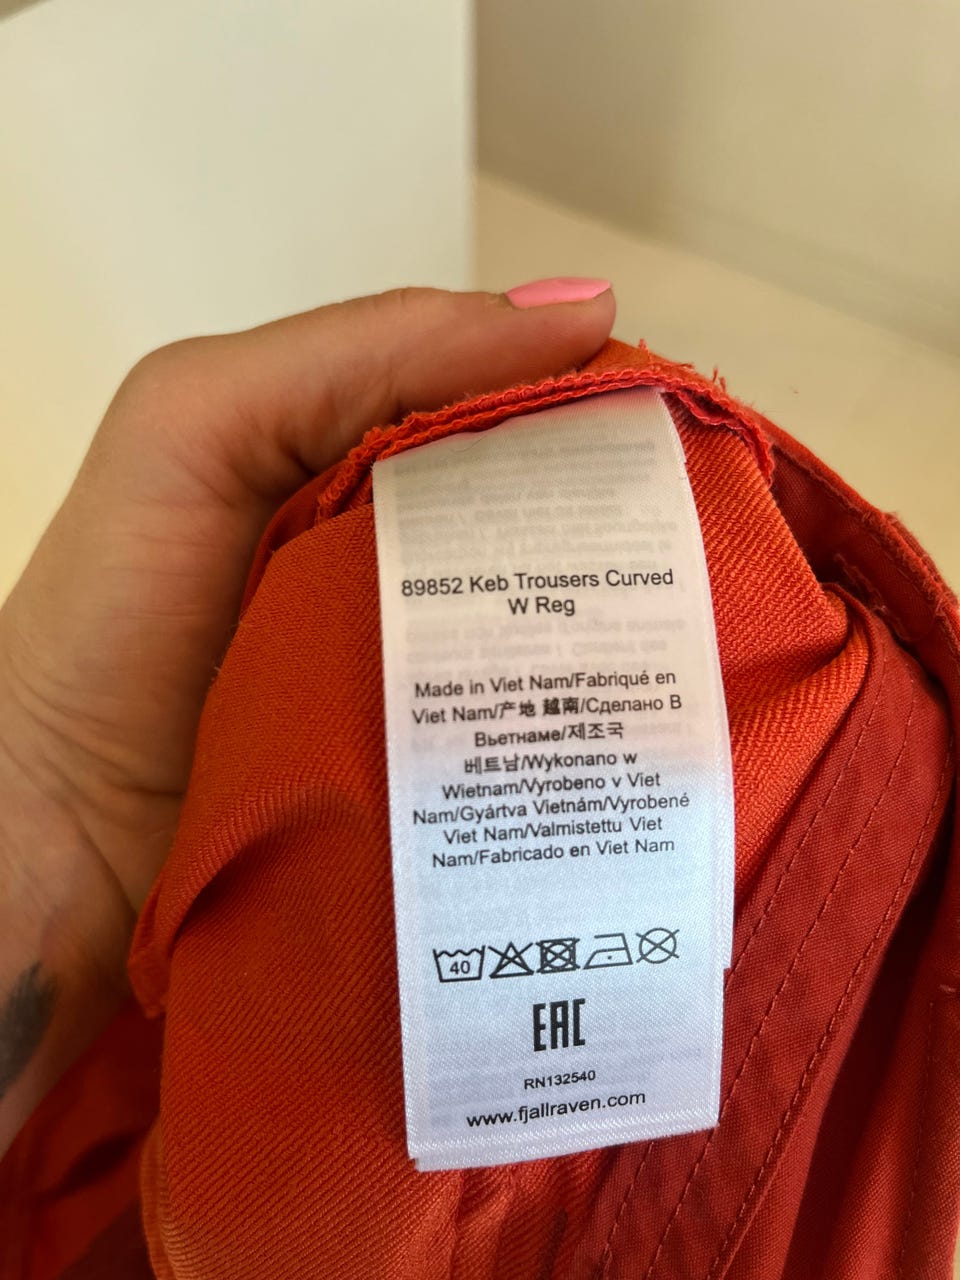 89852 Keb Trousers Curved
W Reg
Made in Viet Nam/Fabriqué en
Viet Nam/产地 越南/Сделано В
Вьетнаме/제조국
베트남/Wykonano w
Wietnam/Vyrobeno v Viet
Nam/Gyártva Vietnám/Vyrobené
Viet Nam/Valmistettu Viet
Nam/Fabricado en Viet Nam
40
EAC
RN132540
www.fjallraven.com